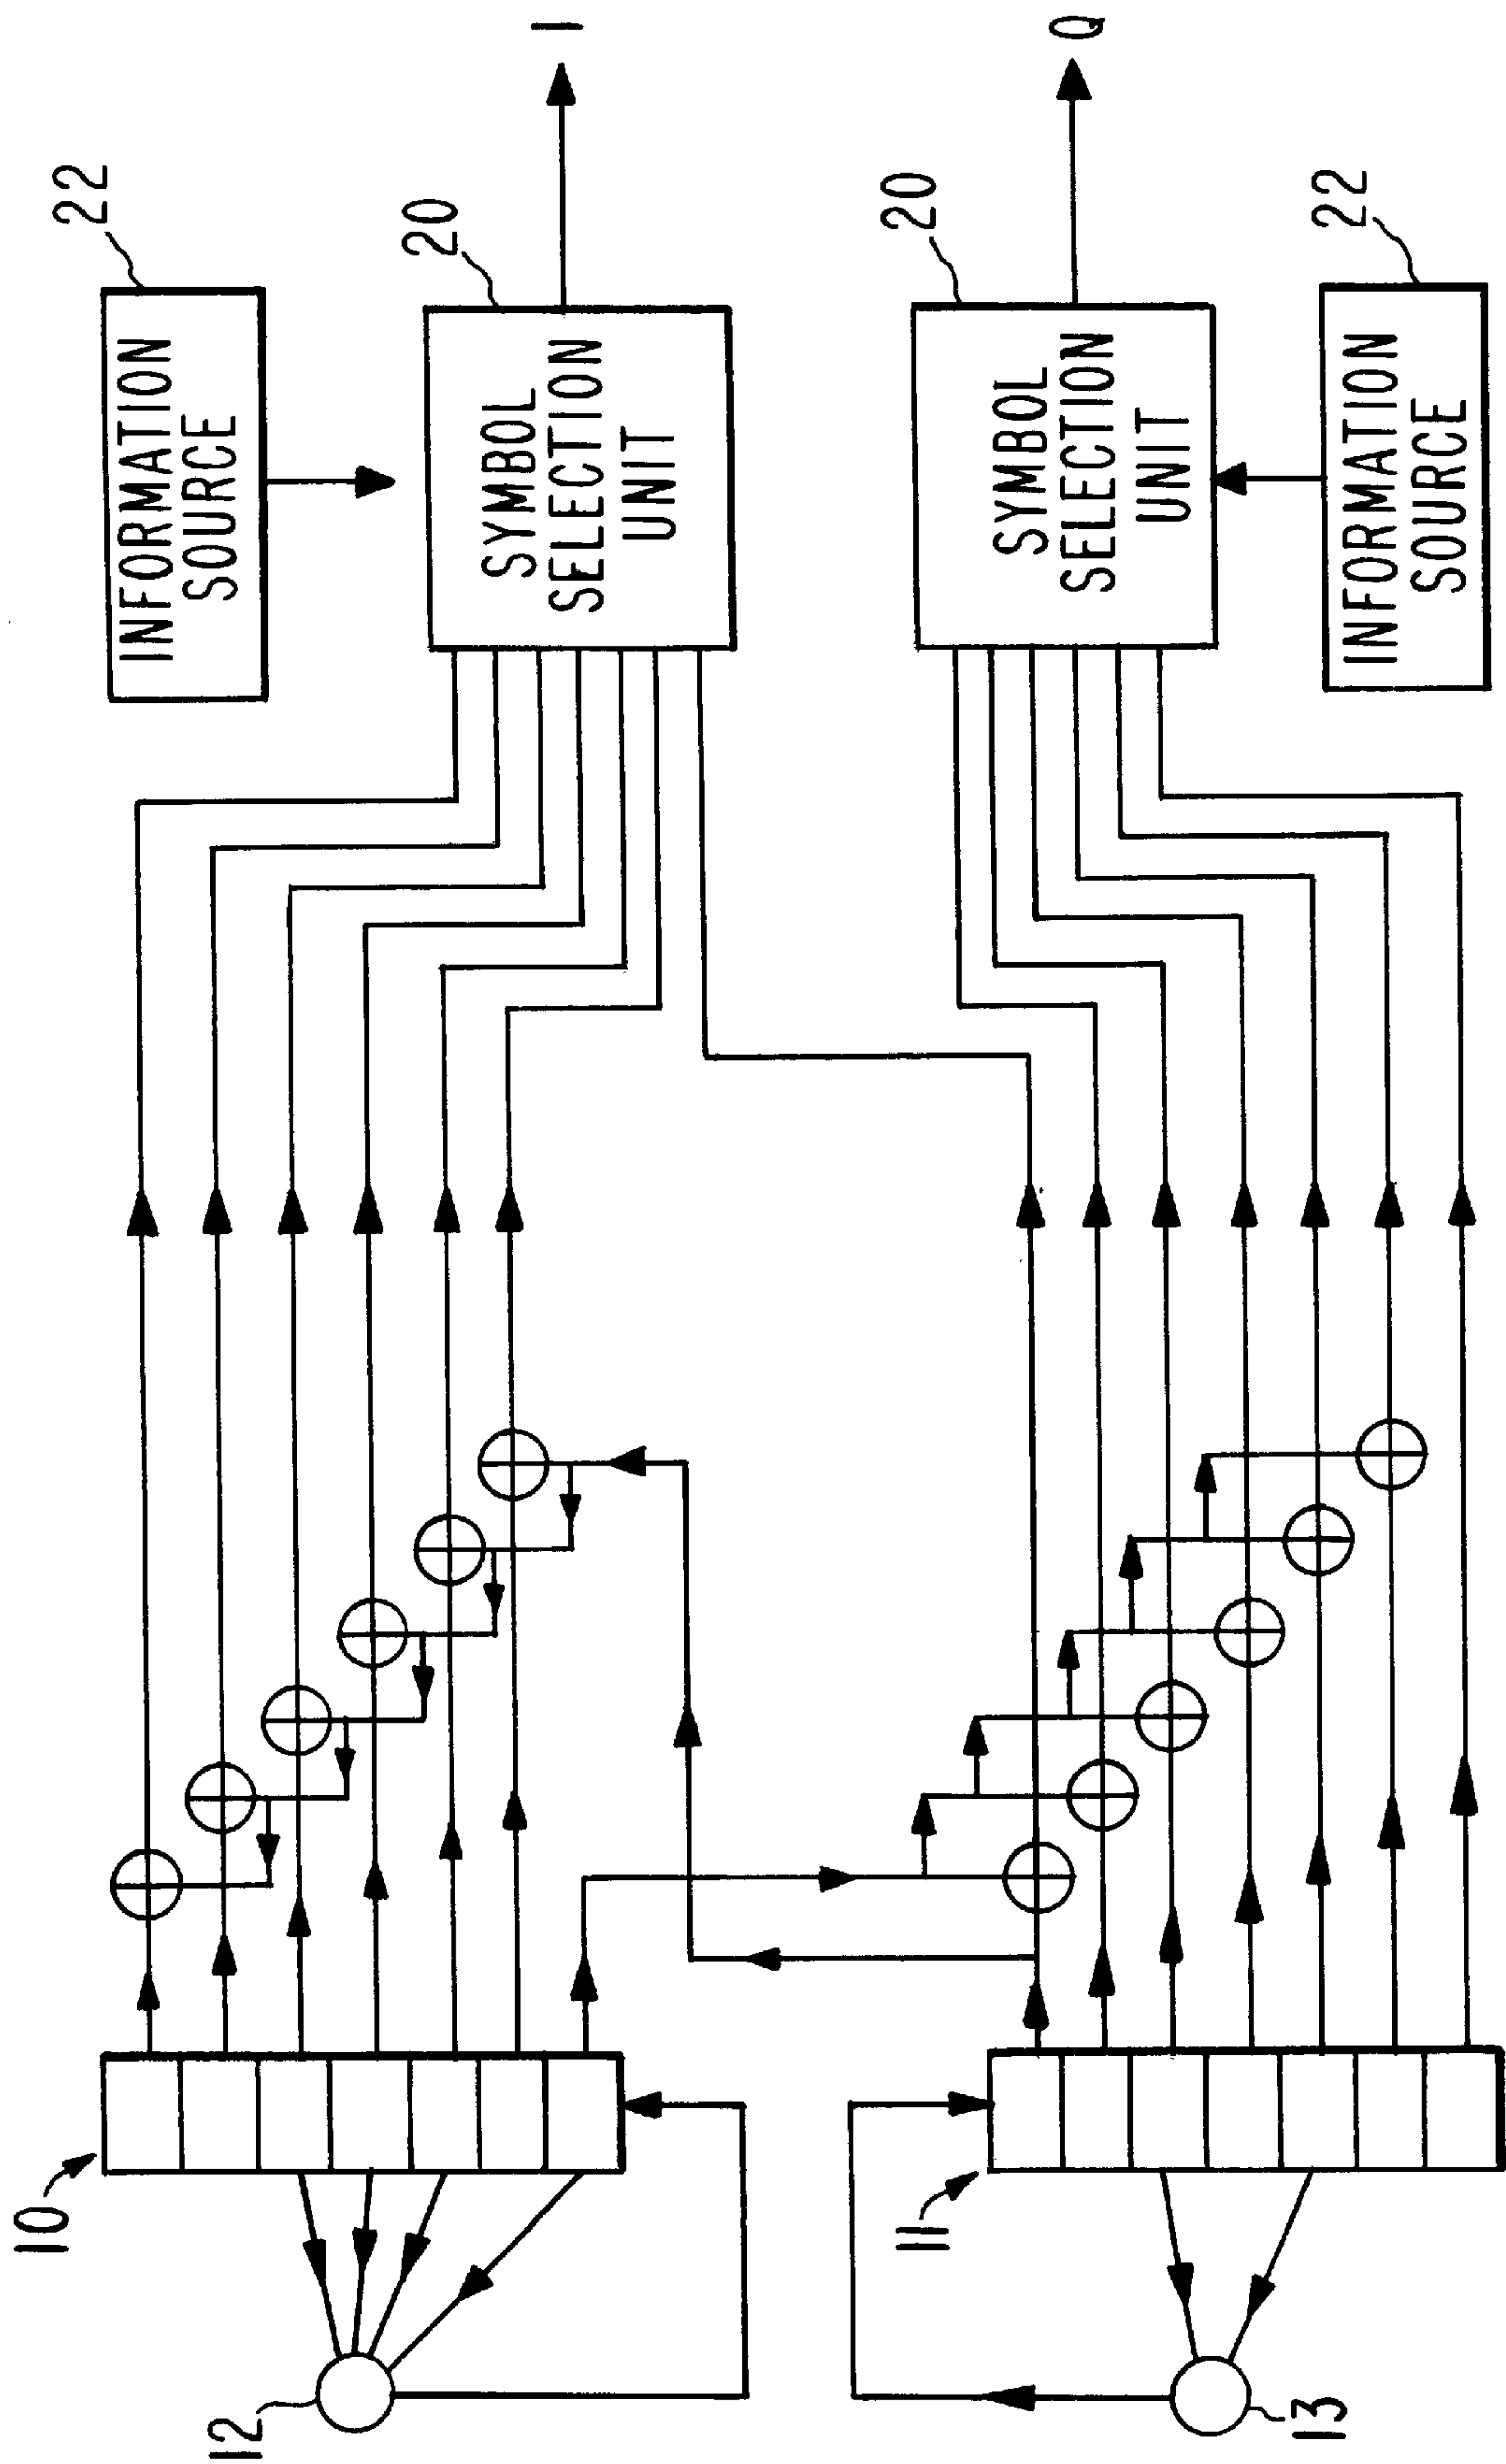 22
INFORMATION
SOURCE
20
SYMBOL
SELECTION
UNIT
I
10
12
20
SYMBOL
SELECTION
UNIT
Q
22
INFORMATION
SOURCE
11
13